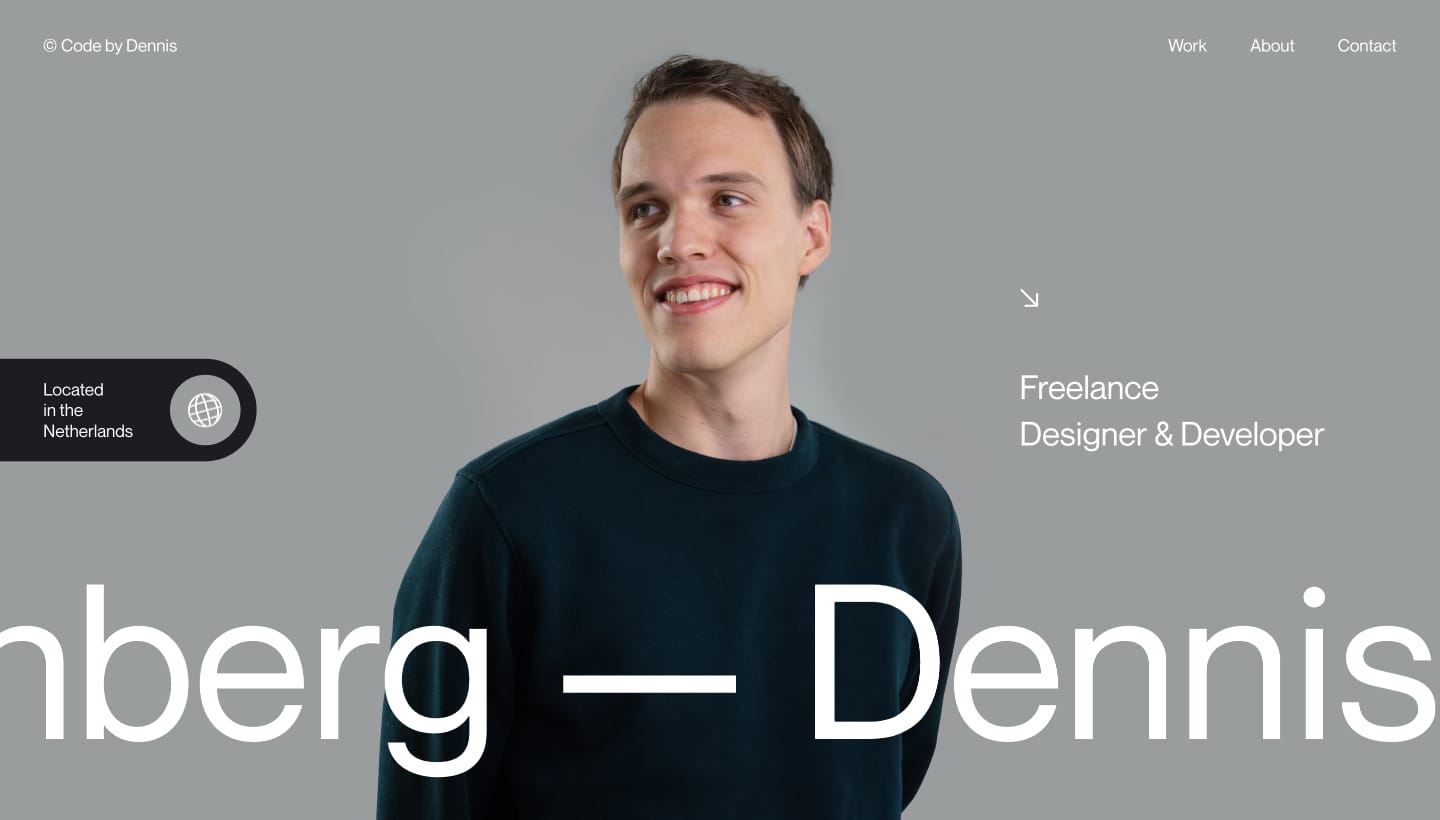 © Code by Dennis
Work
About
Contact
Located
in the
Netherlands
Freelance
Designer & Developer
nberg — Dennis